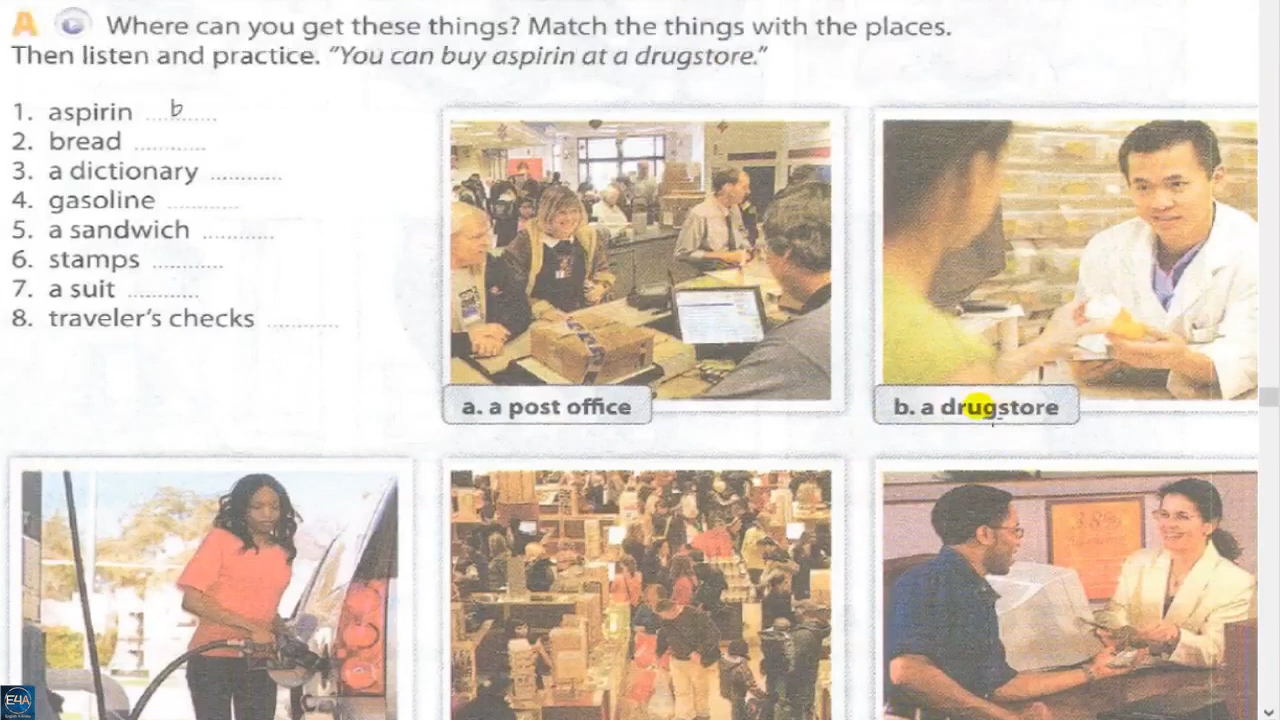 A Where can you get these things? Match the things with the places.
Then listen and practice. “You can buy aspirin at a drugstore.”
1. aspirin b
2. bread ............
3. a dictionary ............
4. gasoline ............
5. a sandwich ............
6. stamps ............
7. a suit ............
8. traveler’s checks ............
a. a post office
b. a drugstore
E4A